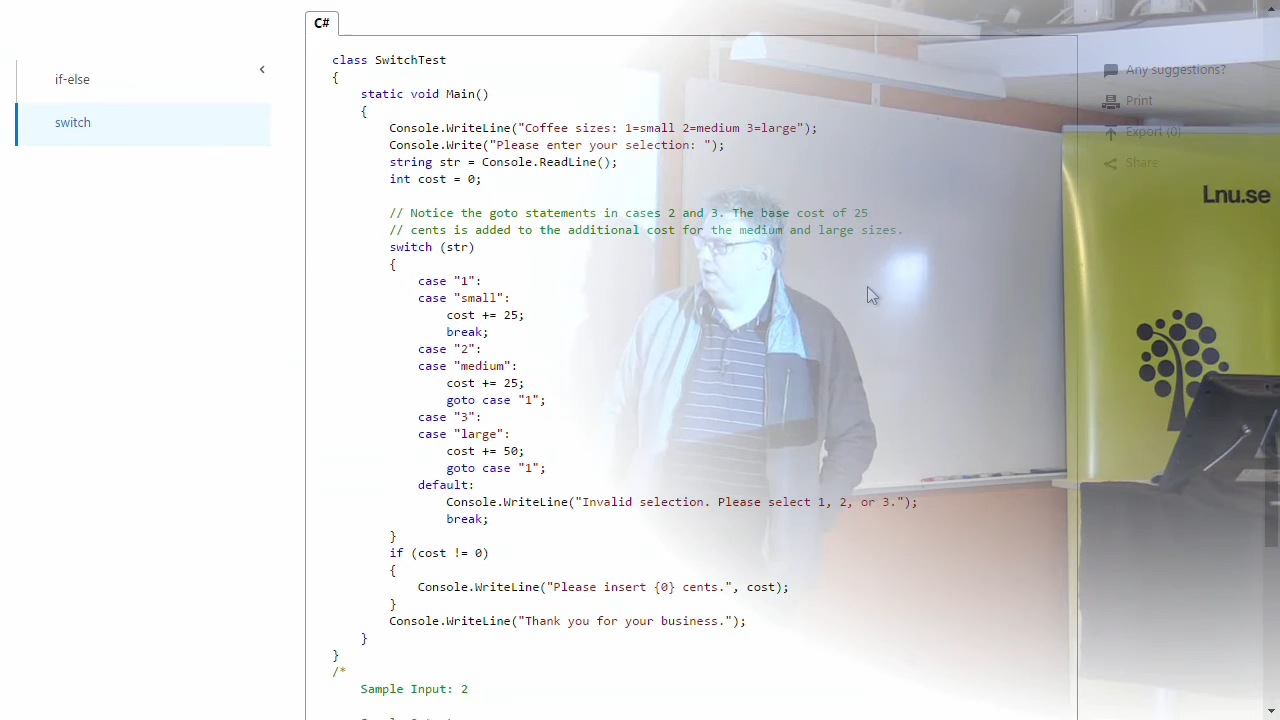 C#
if-else
switch
class SwitchTest
{
static void Main()
{
Console.WriteLine("Coffee sizes: 1=small 2=medium 3=large");
Console.Write("Please enter your selection: ");
string str = Console.ReadLine();
int cost = 0;
// Notice the goto statements in cases 2 and 3. The base cost of 25
// cents is added to the additional cost for the medium and large sizes.
switch (str)
{
case "1":
case "small":
cost += 25;
break;
case "2":
case "medium":
cost += 25;
goto case "1";
case "3":
case "large":
cost += 50;
goto case "1";
default:
Console.WriteLine("Invalid selection. Please select 1, 2, or 3.");
break;
}
if (cost != 0)
{
Console.WriteLine("Please insert {0} cents.", cost);
}
Console.WriteLine("Thank you for your business.");
}
}
/*
Sample Input: 2
Any suggestions?
Print
Export (0)
Share
Lnu.se